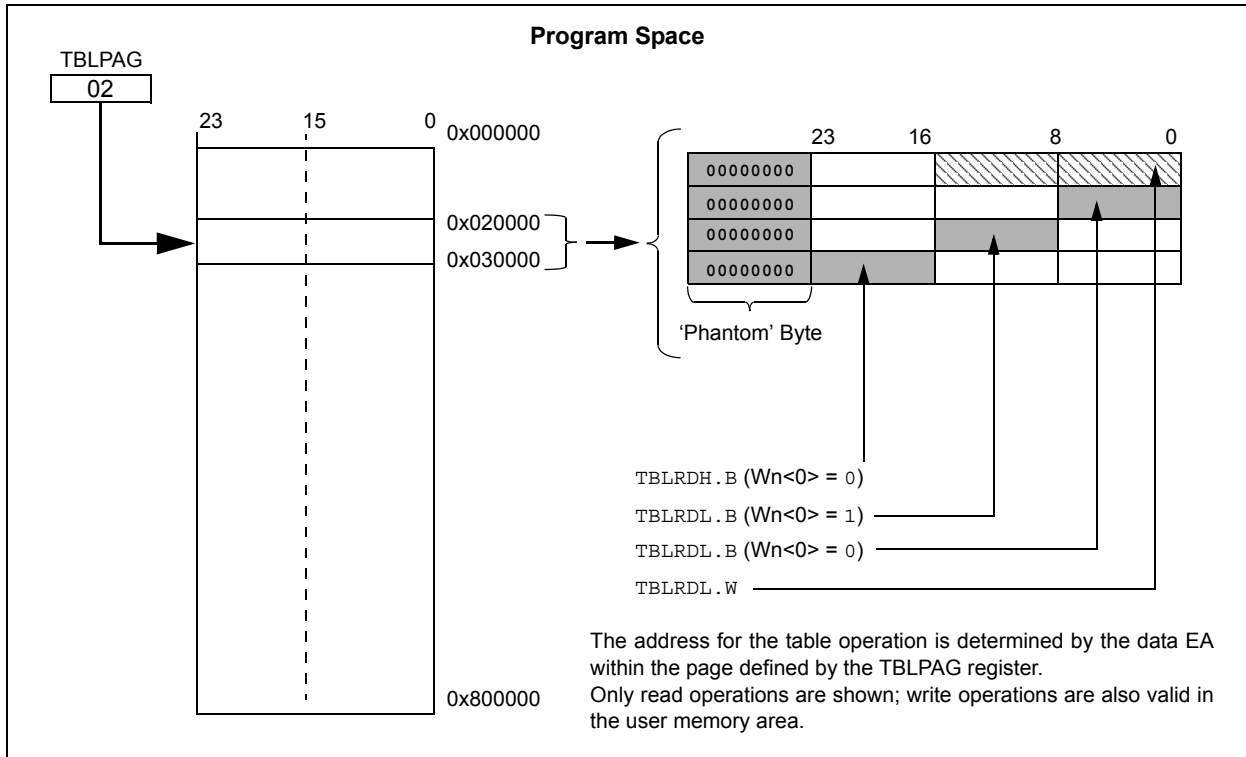 Program Space
TBLPAG
02
23 15 0
0x000000
0x020000
0x030000
0x800000
23 16 8 0
00000000
00000000
00000000
00000000
‘Phantom’ Byte
TBLRDH.B (Wn<0> = 0)
TBLRDL.B (Wn<0> = 1)
TBLRDL.B (Wn<0> = 0)
TBLRDL.W
The address for the table operation is determined by the data EA
within the page defined by the TBLPAG register.
Only read operations are shown; write operations are also valid in
the user memory area.